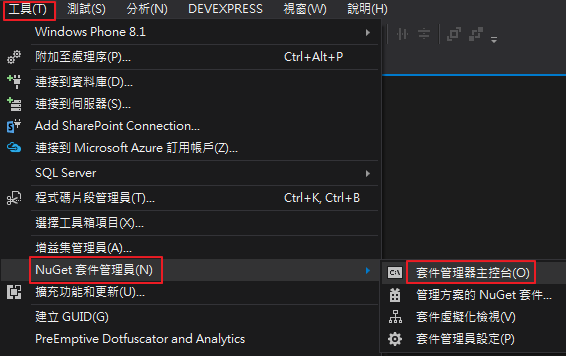 工具(T) 測試(S) 分析(N) DEVEXPRESS 視窗(W) 說明(H)
Windows Phone 8.1
附加至處理序(P)... Ctrl+Alt+P
連接到資料庫(D)...
連接到伺服器(S)...
Add SharePoint Connection...
連接到 Microsoft Azure 訂用帳戶(Z)...
SQL Server
程式碼片段管理員(T)... Ctrl+K, Ctrl+B
選擇工具箱項目(X)...
增益集管理員(A)...
NuGet 套件管理員(N)
套件管理器主控台(O)
擴充功能和更新(U)...
管理方案的 NuGet 套件...
建立 GUID(G)
套件虛擬化檢視(V)
PreEmptive Dotfuscator and Analytics
套件管理員設定(P)